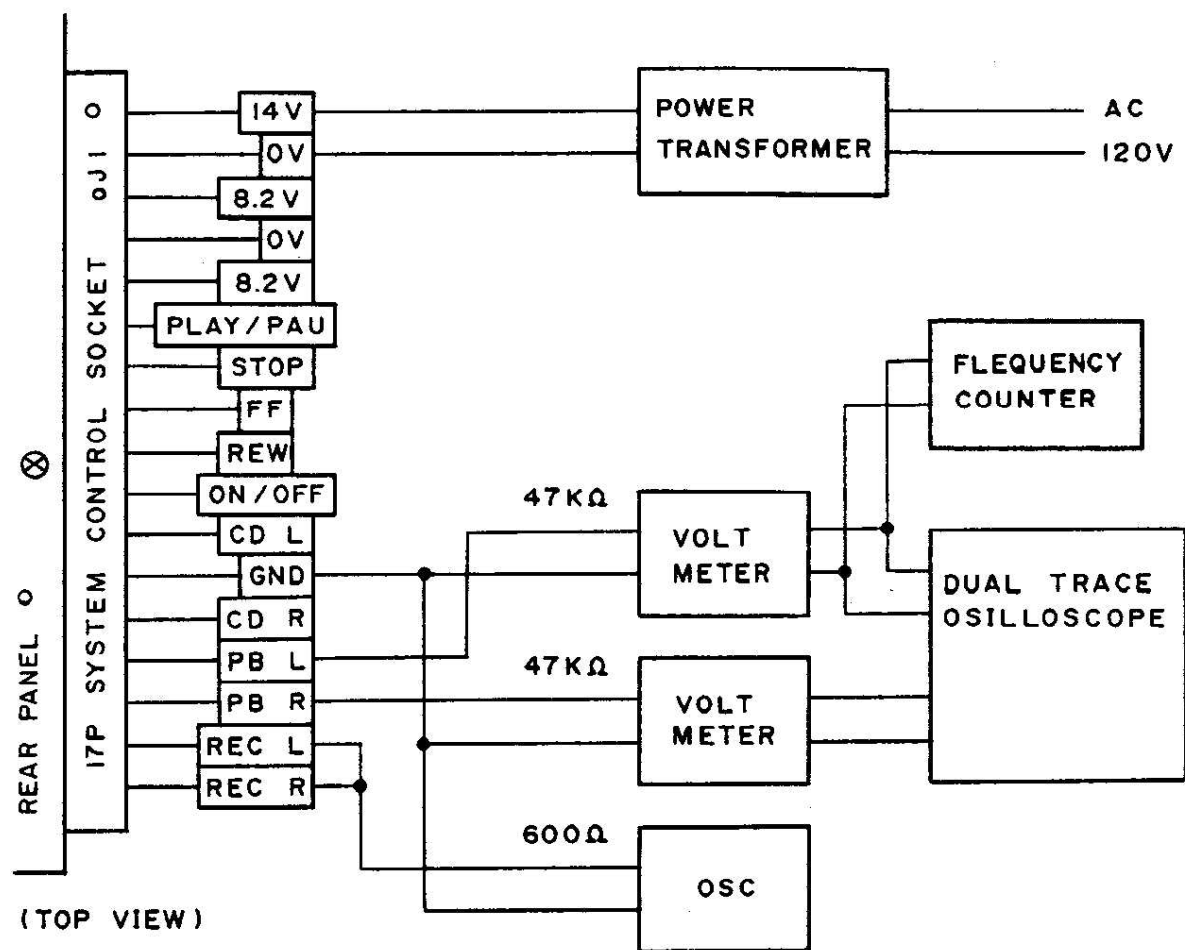 REAR PANEL
17P SYSTEM CONTROL SOCKET oJ1
14V
0V
8.2V
0V
8.2V
PLAY/PAU
STOP
FF
REW
ON/OFF
CD L
GND
CD R
PB L
PB R
REC L
REC R
POWER
TRANSFORMER
AC
120V
FLEQUENCY
COUNTER
47KΩ
VOLT
METER
DUAL TRACE
OSILLOSCOPE
47KΩ
VOLT
METER
600Ω
OSC
(TOP VIEW)